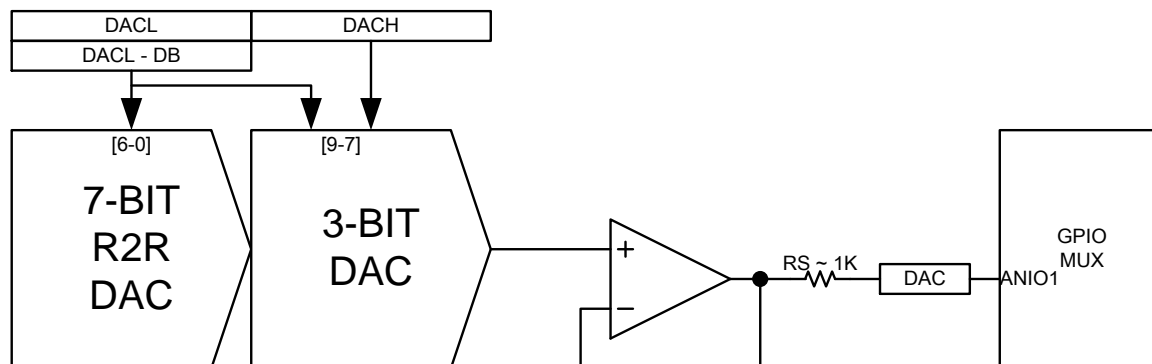 DACL
DACH
DACL - DB
[6-0]
[9-7]
7-BIT
R2R
DAC
3-BIT
DAC
+
−
RS ~ 1K
DAC
ANIO1
GPIO
MUX